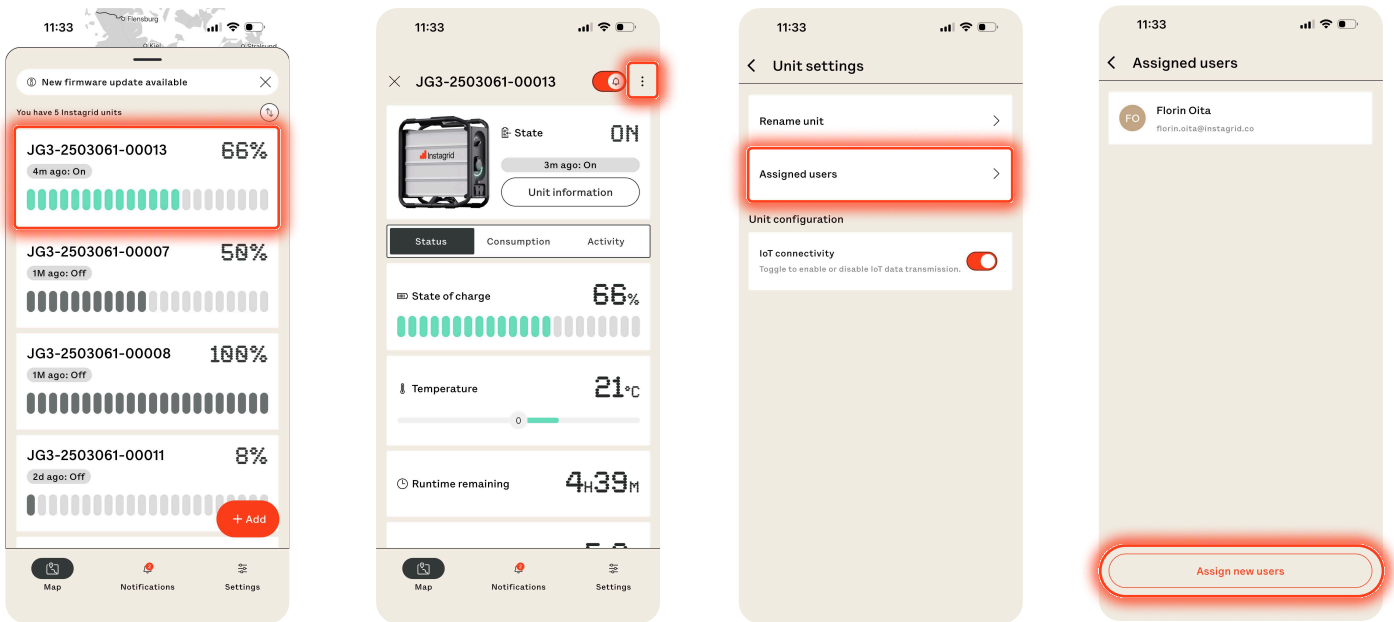 11:33
Flensburg
Kiel
Stralsund
New firmware update available
You have 5 Instagrid units
JG3-2503061-00013 66%
4m ago: On
JG3-2503061-00007 50%
1M ago: Off
JG3-2503061-00008 100%
1M ago: Off
JG3-2503061-00011 8%
2d ago: Off
+ Add
Map Notifications Settings
11:33
JG3-2503061-00013
State ON
3m ago: On
instagrid
Unit information
Status Consumption Activity
State of charge 66%
Temperature 21°C
0
Runtime remaining 4H39M
Map Notifications Settings
11:33
Unit settings
Rename unit
Assigned users
Unit configuration
IoT connectivity
Toggle to enable or disable IoT data transmission.
11:33
Assigned users
FO
Florin Oita
florin.oita@instagrid.co
Assign new users